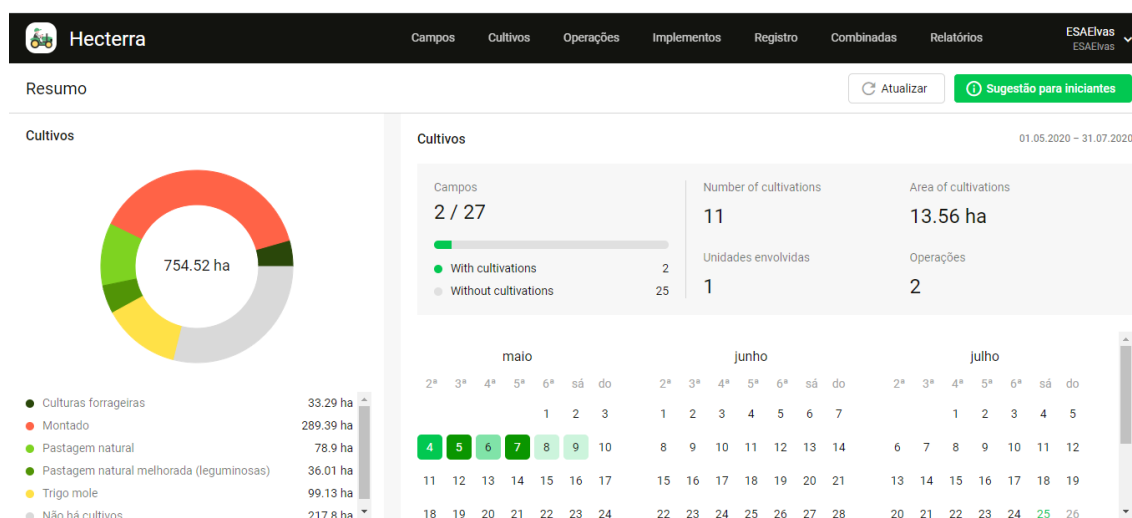 Hecterra Campos Cultivos Operações Implementos Registro Combinadas Relatórios ESAElvas
ESAElvas
Resumo Atualizar Sugestão para iniciantes
Cultivos
754.52 ha
Culturas forrageiras 33.29 ha
Montado 289.39 ha
Pastagem natural 78.9 ha
Pastagem natural melhorada (leguminosas) 36.01 ha
Trigo mole 99.13 ha
Não há cultivos 217.8 ha
Cultivos 01.05.2020 – 31.07.2020
Campos
2 / 27
With cultivations 2
Without cultivations 25
Number of cultivations
11
Area of cultivations
13.56 ha
Unidades envolvidas
1
Operações
2
maio
2ª 3ª 4ª 5ª 6ª sá do
1 2 3
4 5 6 7 8 9 10
11 12 13 14 15 16 17
18 19 20 21 22 23 24
junho
2ª 3ª 4ª 5ª 6ª sá do
1 2 3 4 5 6 7
8 9 10 11 12 13 14
15 16 17 18 19 20 21
22 23 24 25 26 27 28
julho
2ª 3ª 4ª 5ª 6ª sá do
1 2 3 4 5
6 7 8 9 10 11 12
13 14 15 16 17 18 19
20 21 22 23 24 25 26